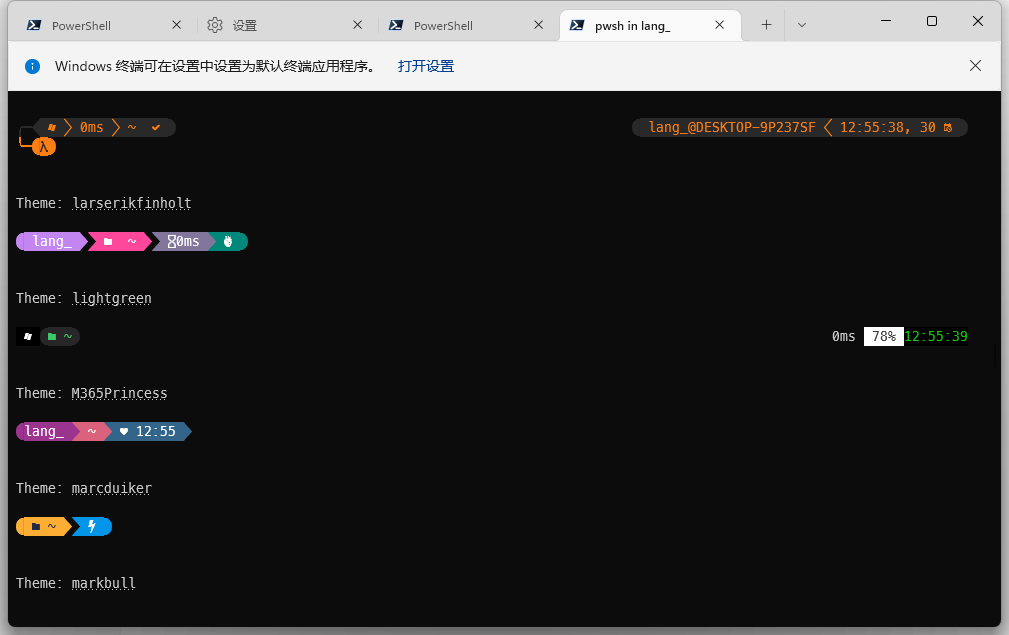 PowerShell
设置
PowerShell
pwsh in lang_
Windows 终端可在设置中设置为默认终端应用程序。 打开设置
0ms ~ lang_@DESKTOP-9P237SF 12:55:38, 30
λ
Theme: larserikfinholt
lang_ ~ 0ms
Theme: lightgreen
~ 0ms 78% 12:55:39
Theme: M365Princess
lang_ ~ ♥ 12:55
Theme: marcduiker
~
Theme: markbull